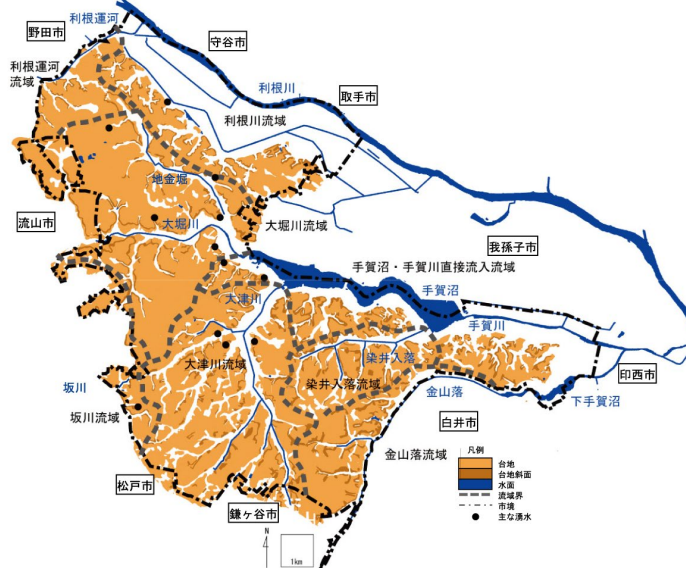 利根運河
野田市
守谷市
利根運河
流域
利根川
取手市
利根川流域
地金堀
流山市
大堀川
大堀川流域
我孫子市
手賀沼・手賀川直接流入流域
大津川
手賀沼
手賀川
染井入落
大津川流域
染井入落流域
印西市
坂川
金山落
下手賀沼
坂川流域
白井市
金山落流域
松戸市
鎌ヶ谷市
凡例
台地
台地斜面
水面
流域界
市境
主な湧水
N
1km